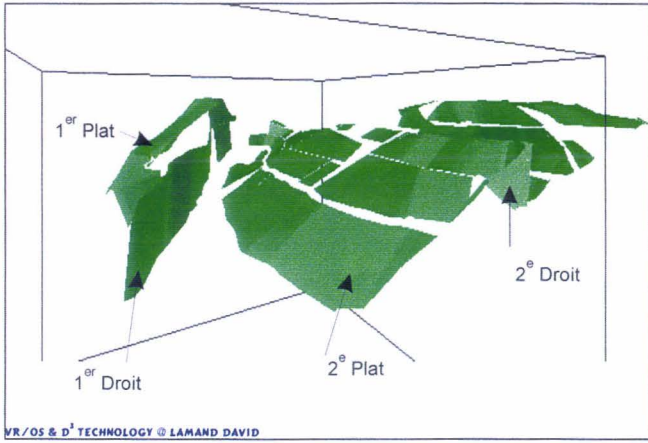 1er Plat
2e Droit
2e Plat
1er Droit
VR/OS & D³ TECHNOLOGY @ LAMAND DAVID